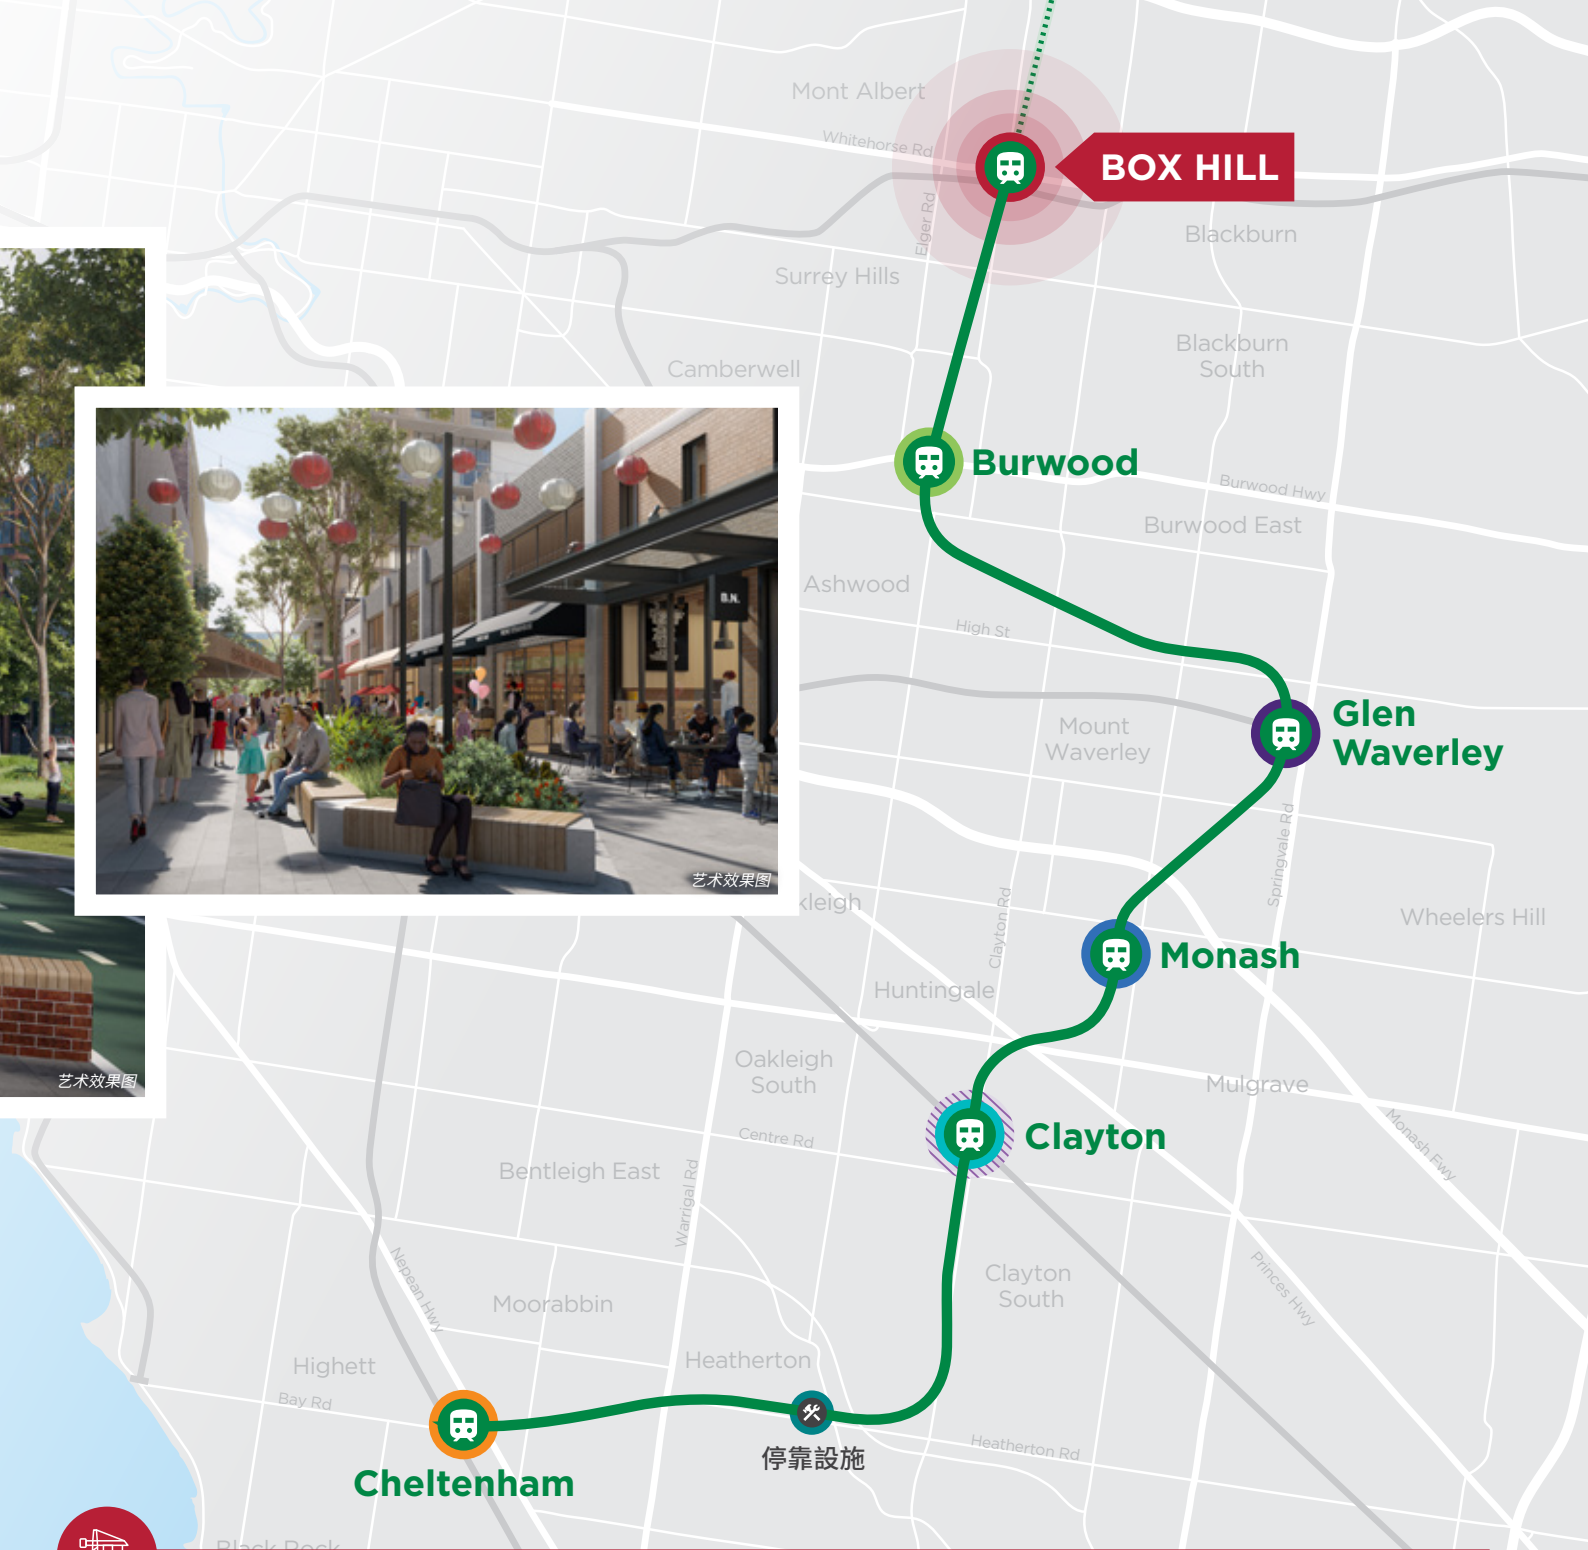 Mont Albert
Whitehorse Rd
BOX HILL
Elgar Rd
Blackburn
Surrey Hills
Blackburn
South
Camberwell
Burwood
Burwood Hwy
Burwood East
Ashwood
B.N.
High St
Glen
Waverley
Mount
Waverley
Springvale Rd
艺术效果图
kleigh
Clayton Rd
Wheelers Hill
Monash
Huntingale
Oakleigh
South
艺术效果图
Mulgrave
Monash Fwy
Centre Rd
Clayton
Bentleigh East
Warrigal Rd
Nepean Hwy
Clayton
South
Princes Hwy
Moorabbin
Highett
Heatherton
Bay Rd
Heatherton Rd
停靠設施
Cheltenham
Black Rock